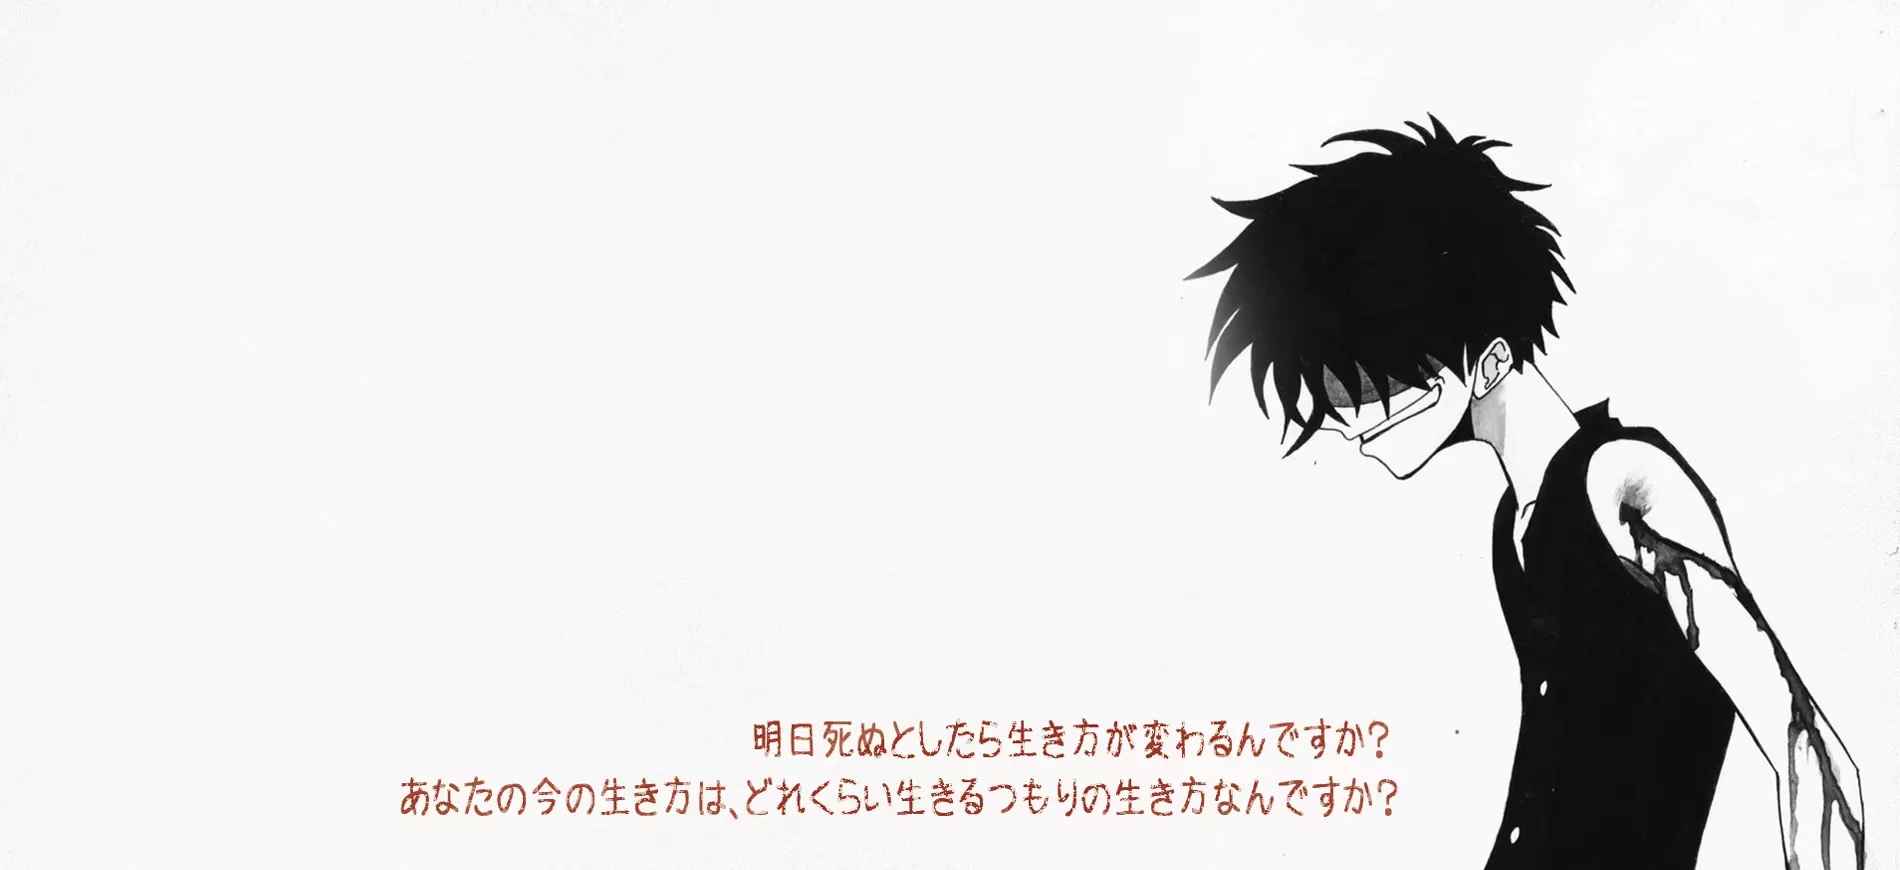 明日死ぬとしたら生き方が変わるんですか?
あなたの今の生き方は、どれくらい生きるつもりの生き方なんですか?